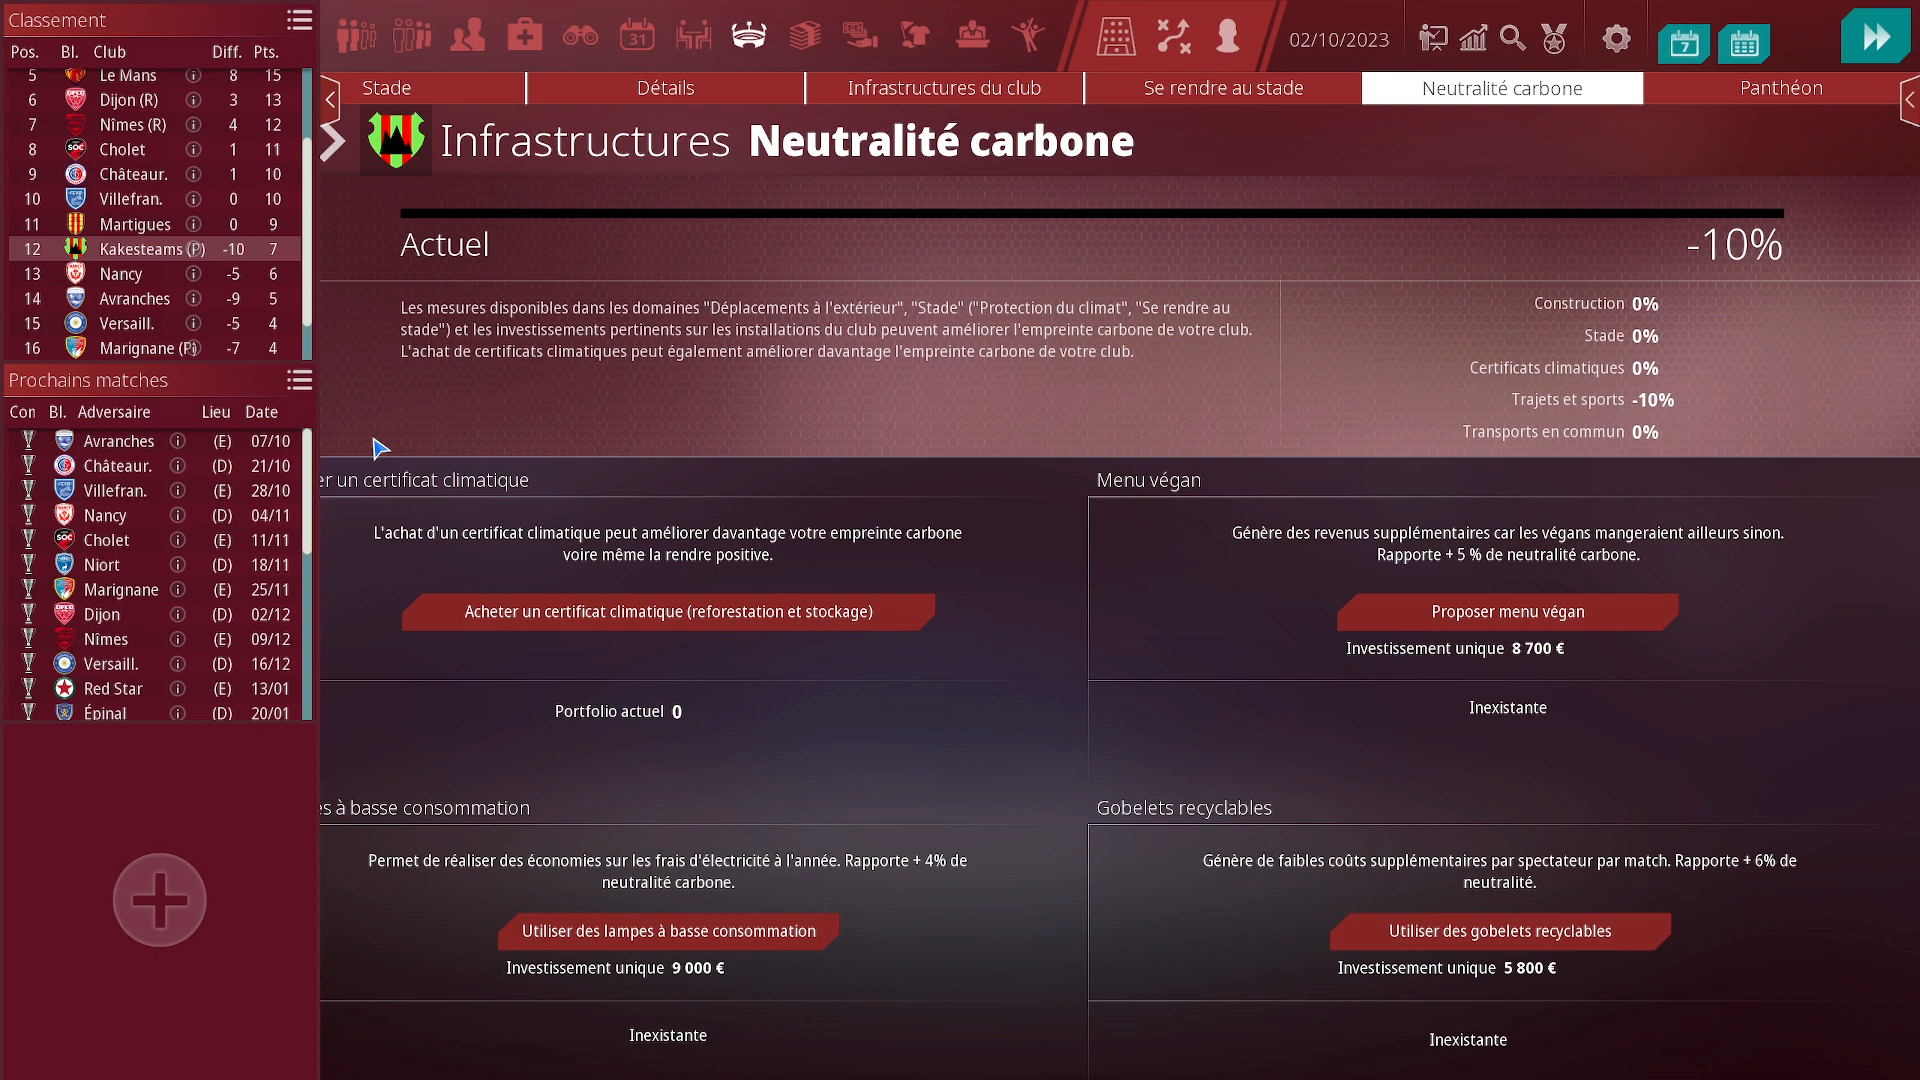 Classement
Pos. Bl. Club Diff. Pts.
5 Le Mans 8 15
6 Dijon (R) 3 13
7 Nîmes (R) 4 12
8 Cholet 1 11
9 Châteaur. 1 10
10 Villefran. 0 10
11 Martigues 0 9
12 Kakesteams (P) -10 7
13 Nancy -5 6
14 Avranches -9 5
15 Versaill. -5 4
16 Marignane (P) -7 4
Prochains matches
Con Bl. Adversaire Lieu Date
Avranches (E) 07/10
Châteaur. (D) 21/10
Villefran. (E) 28/10
Nancy (D) 04/11
Cholet (E) 11/11
Niort (D) 18/11
Marignane (E) 25/11
Dijon (D) 02/12
Nîmes (E) 09/12
Versaill. (D) 16/12
Red Star (E) 13/01
Épinal (D) 20/01
31
02/10/2023
7
Stade
Détails
Infrastructures du club
Se rendre au stade
Neutralité carbone
Panthéon
Infrastructures Neutralité carbone
Actuel -10%
Les mesures disponibles dans les domaines "Déplacements à l'extérieur", "Stade" ("Protection du climat", "Se rendre au
stade") et les investissements pertinents sur les installations du club peuvent améliorer l'empreinte carbone de votre club.
L'achat de certificats climatiques peut également améliorer davantage l'empreinte carbone de votre club.
Construction 0%
Stade 0%
Certificats climatiques 0%
Trajets et sports -10%
Transports en commun 0%
er un certificat climatique
L'achat d'un certificat climatique peut améliorer davantage votre empreinte carbone
voire même la rendre positive.
Acheter un certificat climatique (reforestation et stockage)
Portfolio actuel 0
Menu végan
Génère des revenus supplémentaires car les végans mangeraient ailleurs sinon.
Rapporte + 5 % de neutralité carbone.
Proposer menu végan
Investissement unique 8 700 €
Inexistante
es à basse consommation
Permet de réaliser des économies sur les frais d'électricité à l'année. Rapporte + 4% de
neutralité carbone.
Utiliser des lampes à basse consommation
Investissement unique 9 000 €
Inexistante
Gobelets recyclables
Génère de faibles coûts supplémentaires par spectateur par match. Rapporte + 6% de
neutralité.
Utiliser des gobelets recyclables
Investissement unique 5 800 €
Inexistante